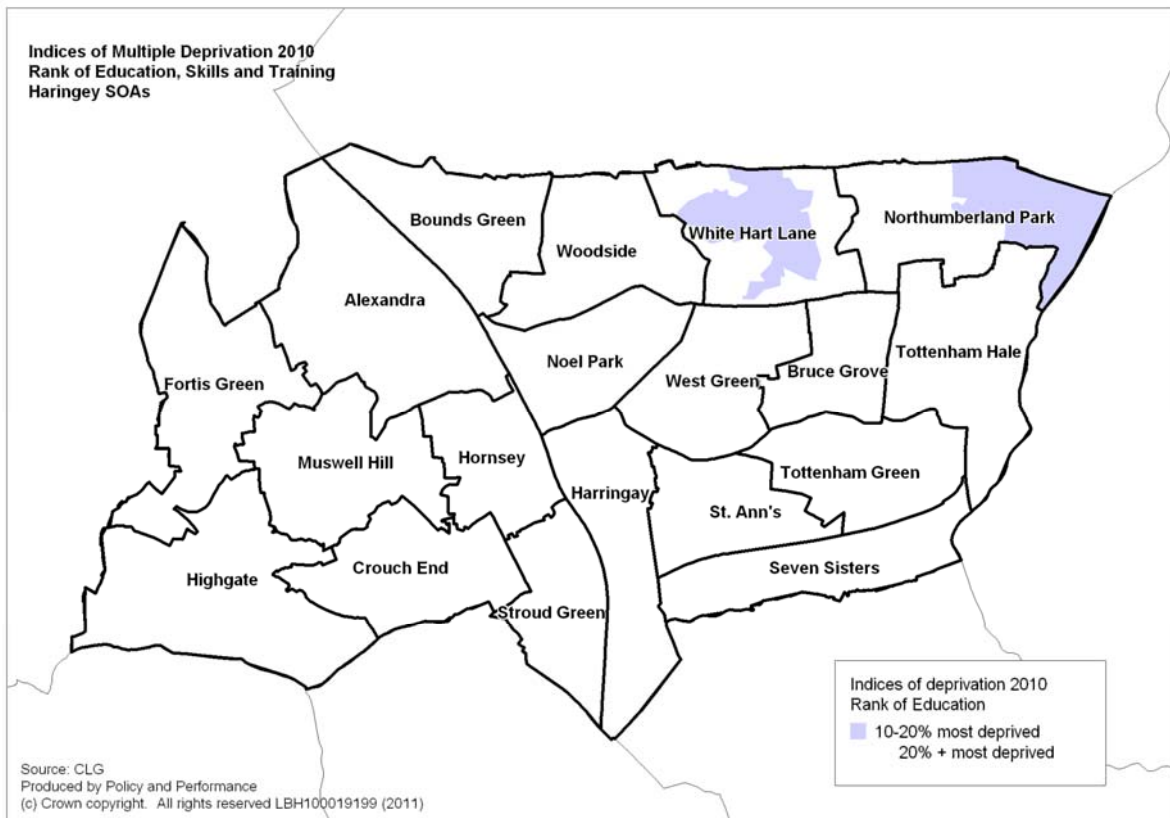 Indices of Multiple Deprivation 2010
Rank of Education, Skills and Training
Haringey SOAs
Bounds Green
Woodside
White Hart Lane
Northumberland Park
Alexandra
Noel Park
West Green
Bruce Grove
Tottenham Hale
Fortis Green
Muswell Hill
Hornsey
Harringay
Tottenham Green
St. Ann's
Highgate
Crouch End
Stroud Green
Seven Sisters
Indices of deprivation 2010
Rank of Education
10-20% most deprived
20% + most deprived
Source: CLG
Produced by Policy and Performance
(c) Crown copyright. All rights reserved LBH100019199 (2011)